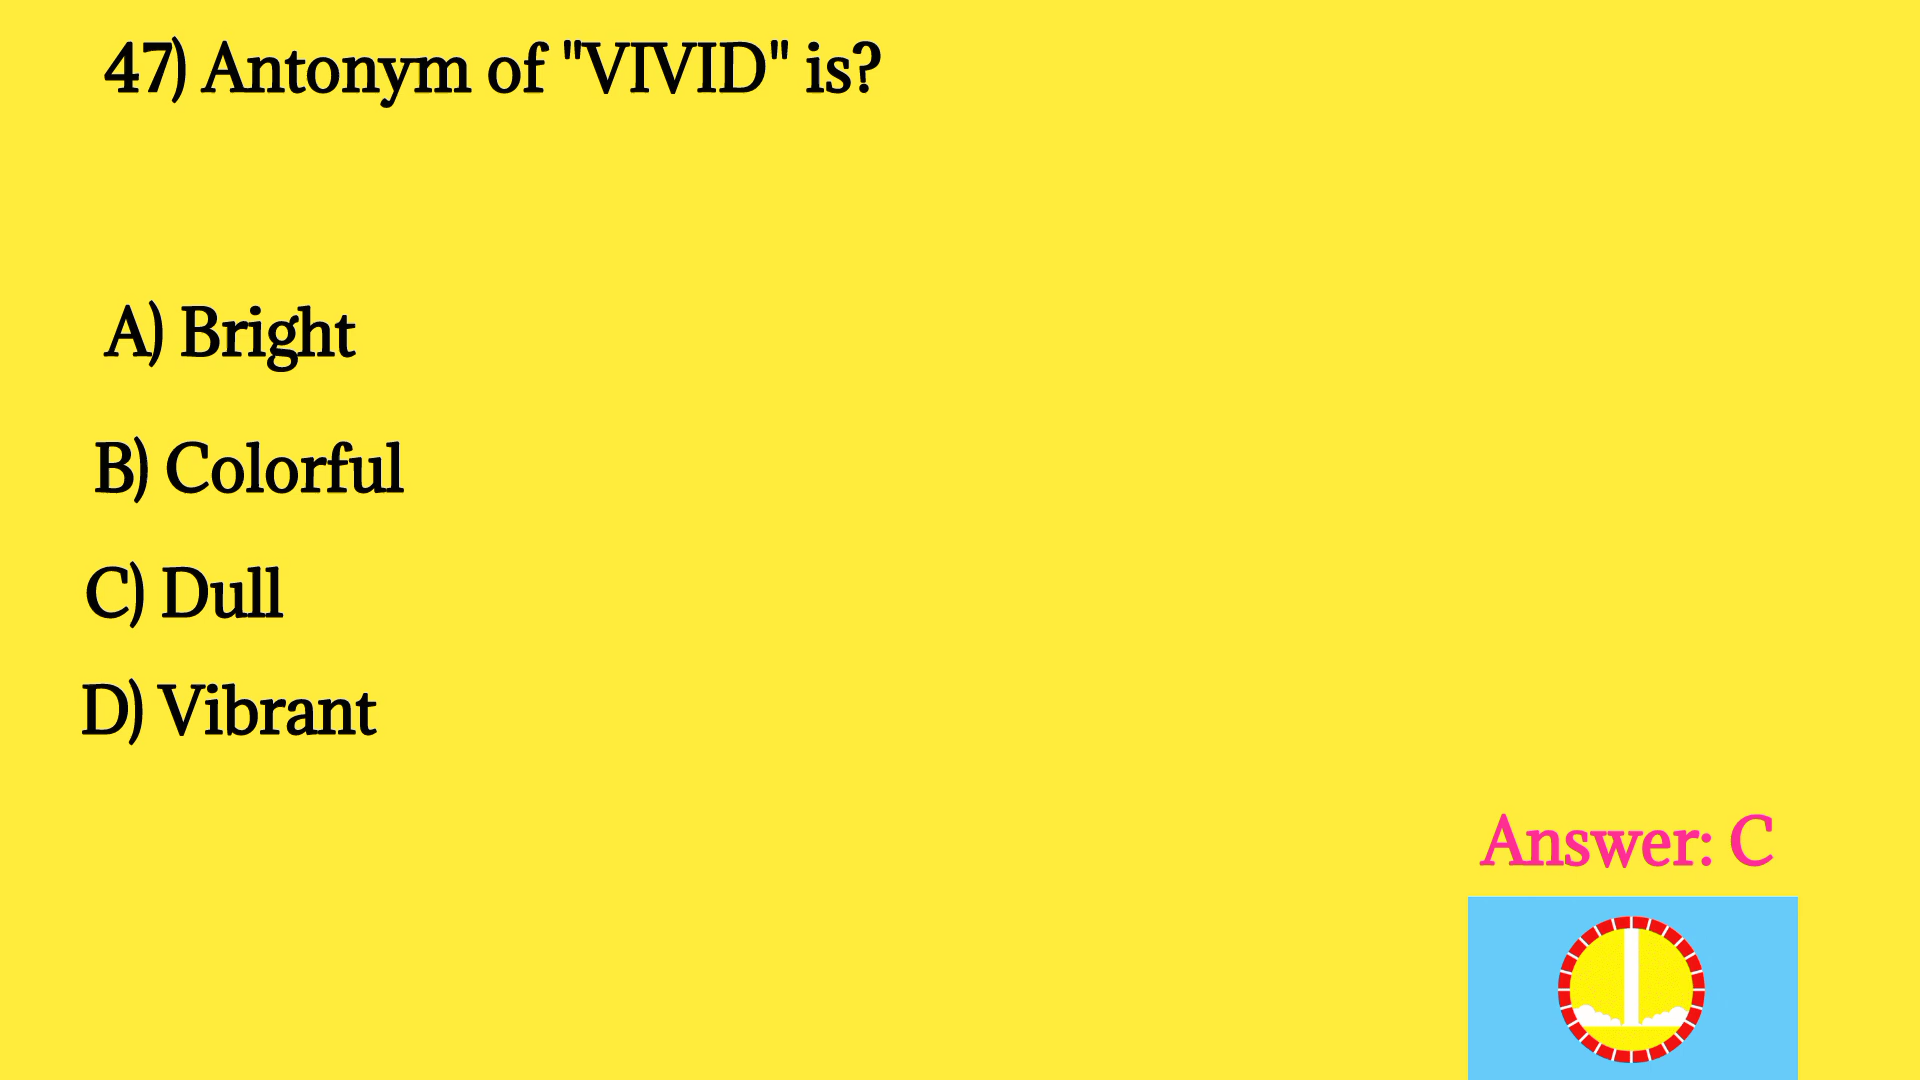 47) Antonym of "VIVID" is?
A) Bright
B) Colorful
C) Dull
D) Vibrant
Answer: C